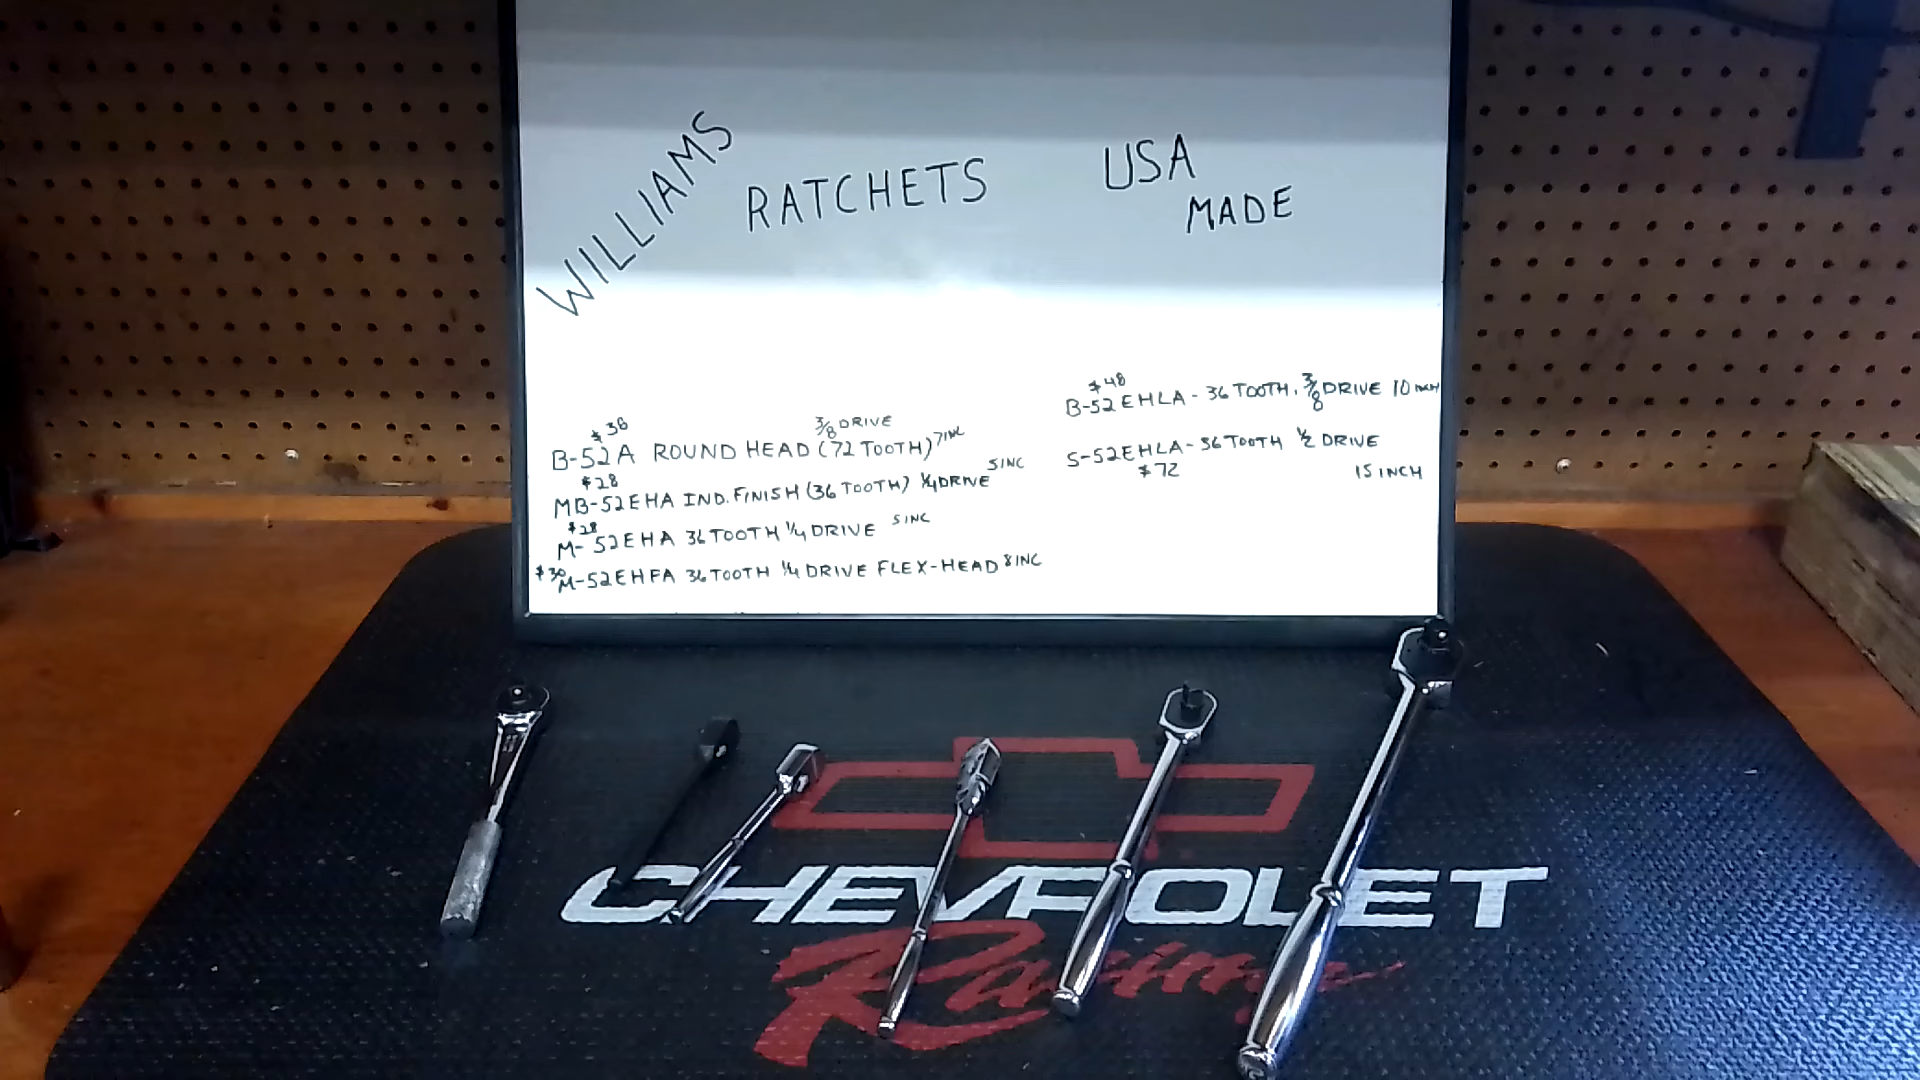 WILLIAMS RATCHETS
USA
MADE
$38
3/8 DRIVE
B-52A ROUND HEAD (72 TOOTH) 7INC
$28
MB-52EHA IND. FINISH (36 TOOTH) 1/4 DRIVE 5INC
$28
M-52EHA 36 TOOTH 1/4 DRIVE 5INC
$30 M-52EHFA 36 TOOTH 1/4 DRIVE FLEX-HEAD 8INC
$48
B-52EHLA - 36 TOOTH. 3/8 DRIVE 10 INCH
S-52EHLA - 36 TOOTH 1/2 DRIVE
$72 15 INCH
CHEVROLET
Racing